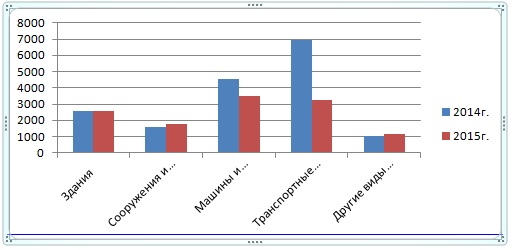 8000
7000
6000
5000
4000
3000
2000
1000
0
Здания
Сооружения и...
Машины и...
Транспортные...
Другие виды...
2014г.
2015г.